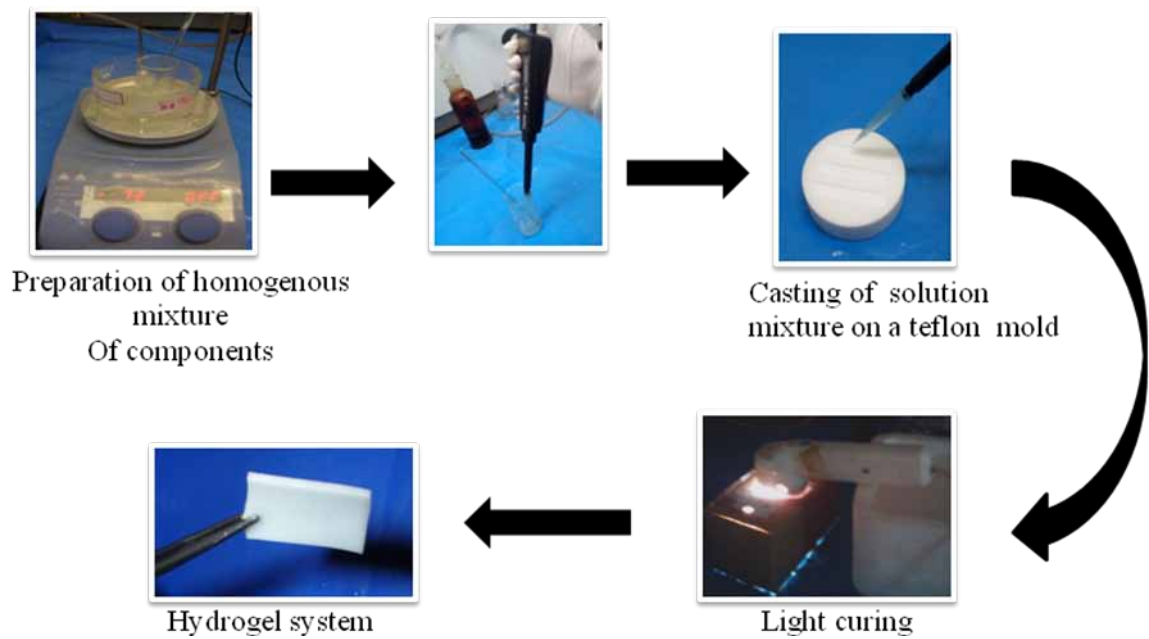 Preparation of homogenous
mixture
Of components
Casting of solution
mixture on a teflon mold
Hydrogel system
Light curing